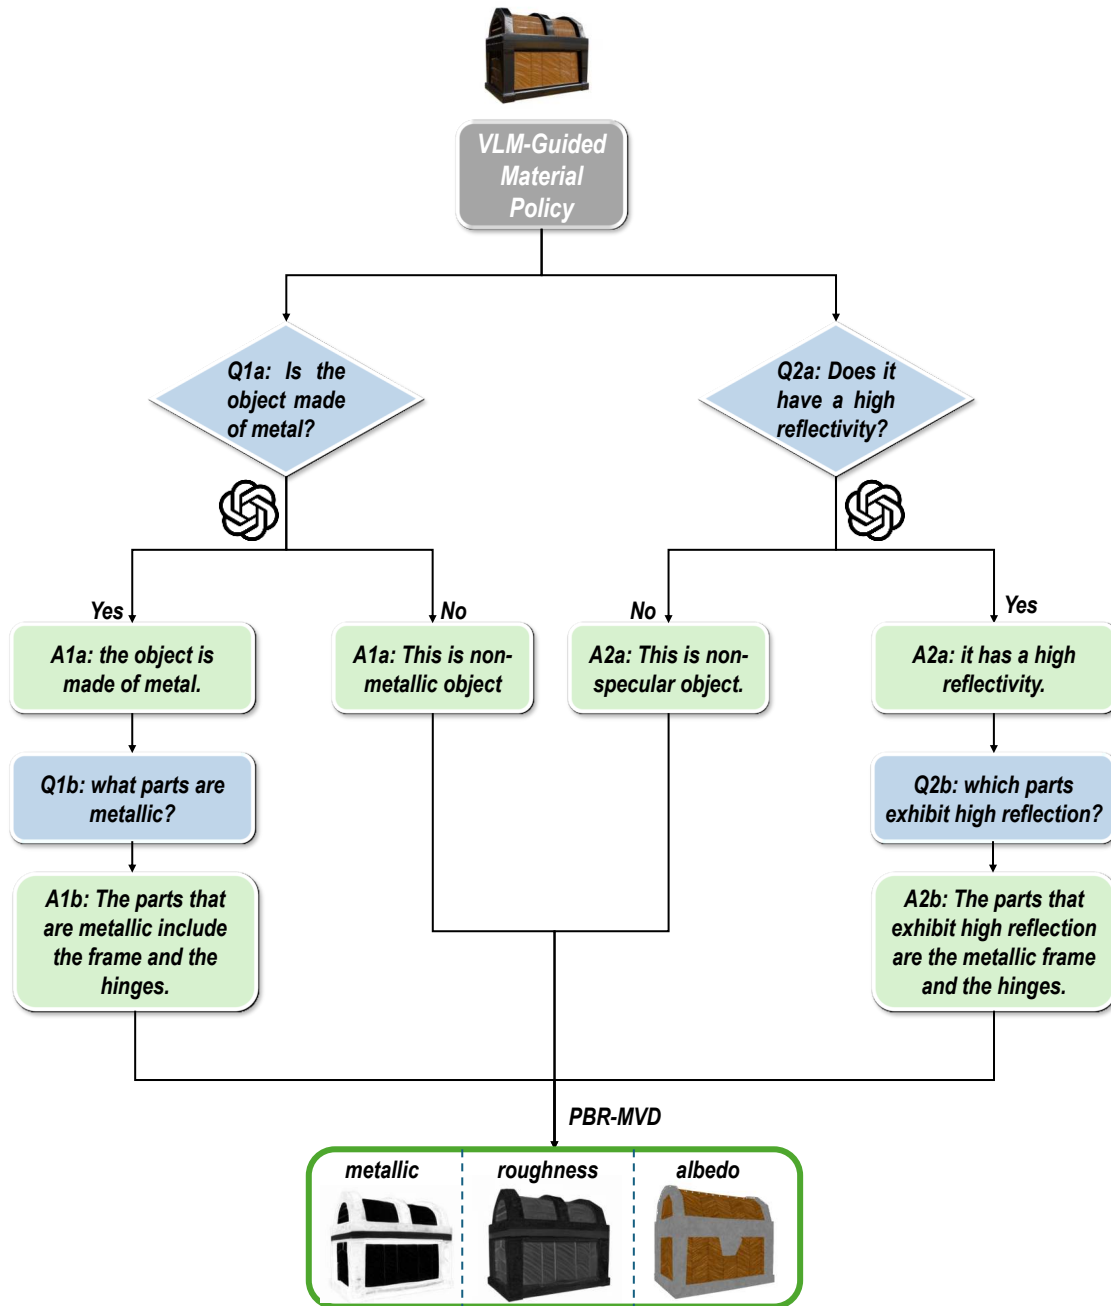 VLM-Guided
Material
Policy
Q1a: Is the
object made
of metal?
Q2a: Does it
have a high
reflectivity?
Yes
No
No
Yes
A1a: the object is
made of metal.
A1a: This is non-
metallic object
A2a: This is non-
specular object.
A2a: it has a high
reflectivity.
Q1b: what parts are
metallic?
Q2b: which parts
exhibit high reflection?
A1b: The parts that
are metallic include
the frame and the
hinges.
A2b: The parts that
exhibit high reflection
are the metallic frame
and the hinges.
PBR-MVD
metallic
roughness
albedo